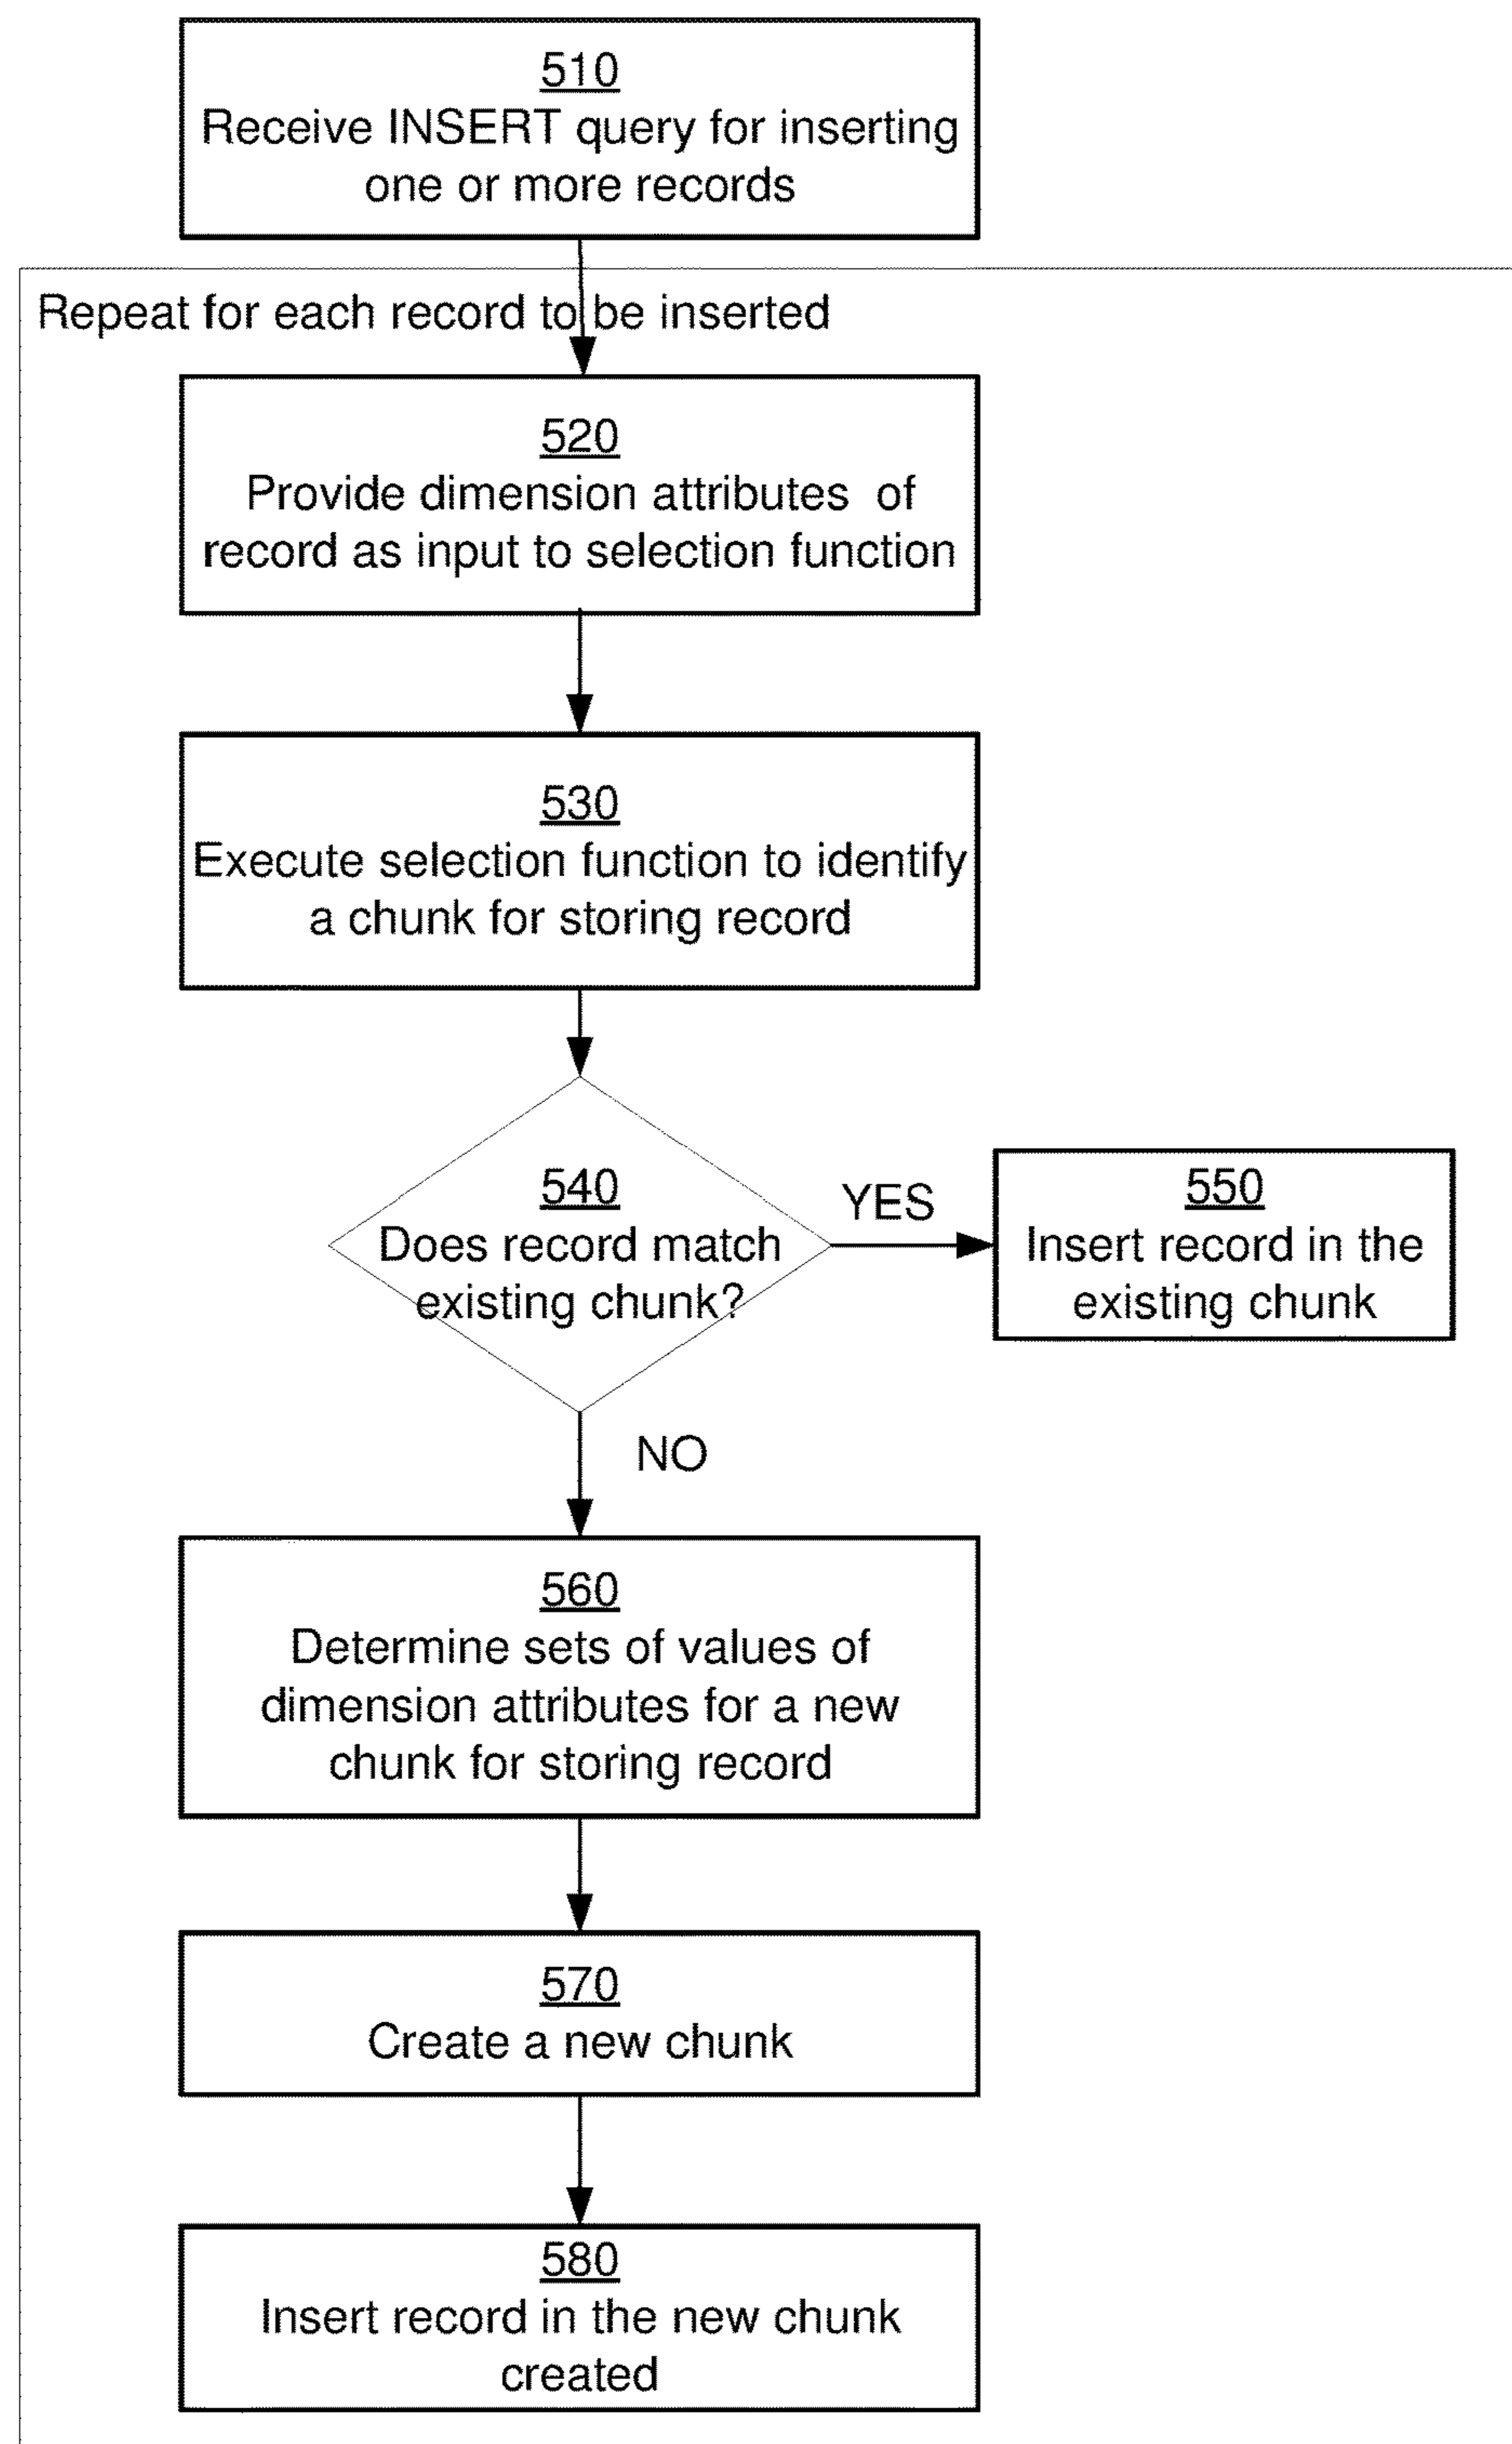 510
Receive INSERT query for inserting
one or more records
Repeat for each record to be inserted
520
Provide dimension attributes of
record as input to selection function
530
Execute selection function to identify
a chunk for storing record
540
Does record match
existing chunk?
YES
550
Insert record in the
existing chunk
NO
560
Determine sets of values of
dimension attributes for a new
chunk for storing record
570
Create a new chunk
580
Insert record in the new chunk
created